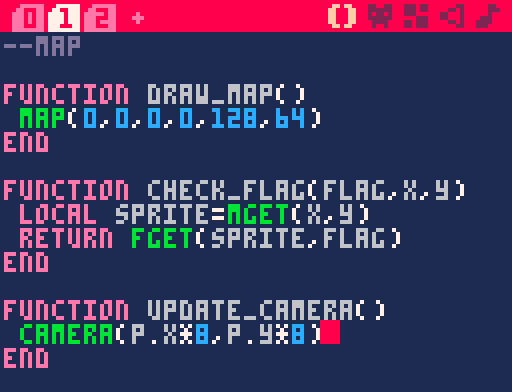 0 1 2 +
--MAP
FUNCTION DRAW_MAP()
MAP(0,0,0,0,128,64)
END
FUNCTION CHECK_FLAG(FLAG,X,Y)
LOCAL SPRITE=MGET(X,Y)
RETURN FGET(SPRITE,FLAG)
END
FUNCTION UPDATE_CAMERA()
CAMERA(P.X*8,P.Y*8)
END